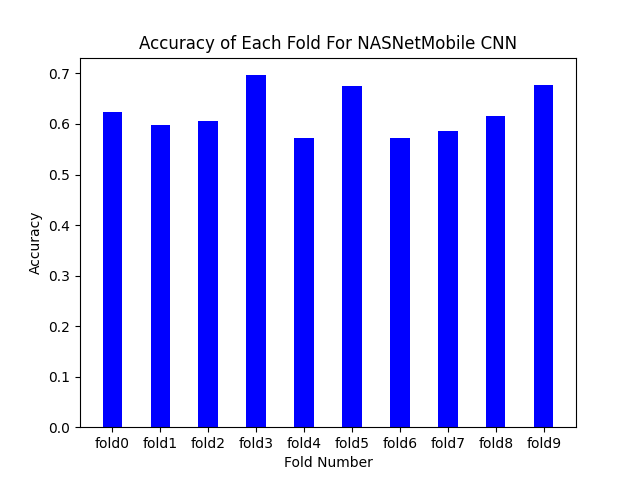 Accuracy of Each Fold For NASNetMobile CNN
0.7
0.6
0.5
0.4
0.3
0.2
0.1
0.0
Accuracy
fold0 fold1 fold2 fold3 fold4 fold5 fold6 fold7 fold8 fold9
Fold Number